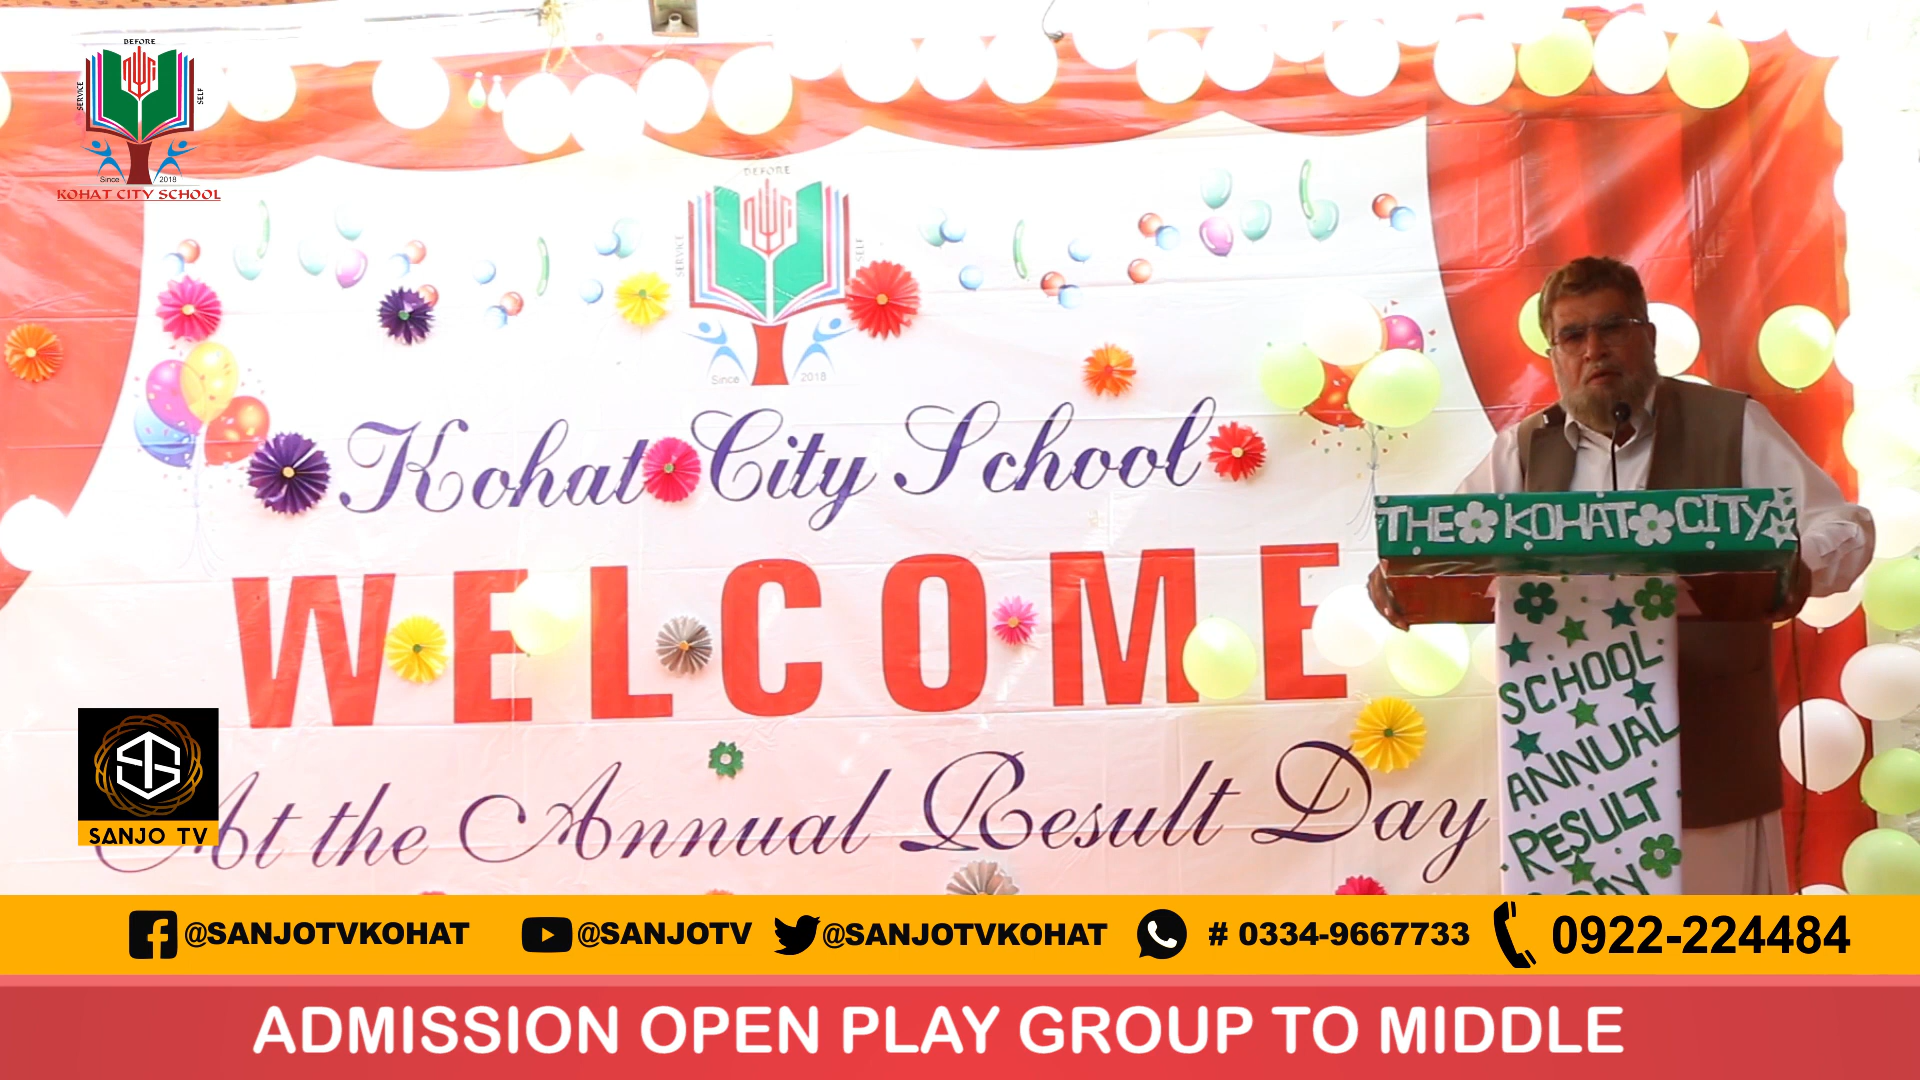 BEFORE
SERVICE
SELF
Since 2018
KOHAT CITY SCHOOL
BEFORE
SERVICE
SELF
Since 2018
Kohat City School
WELCOME
At the Annual Result Day
THE KOHAT CITY
SCHOOL
ANNUAL
RESULT
DAY
SANJO TV
@SANJOTVKOHAT @SANJOTV @SANJOTVKOHAT # 0334-9667733 0922-224484
ADMISSION OPEN PLAY GROUP TO MIDDLE